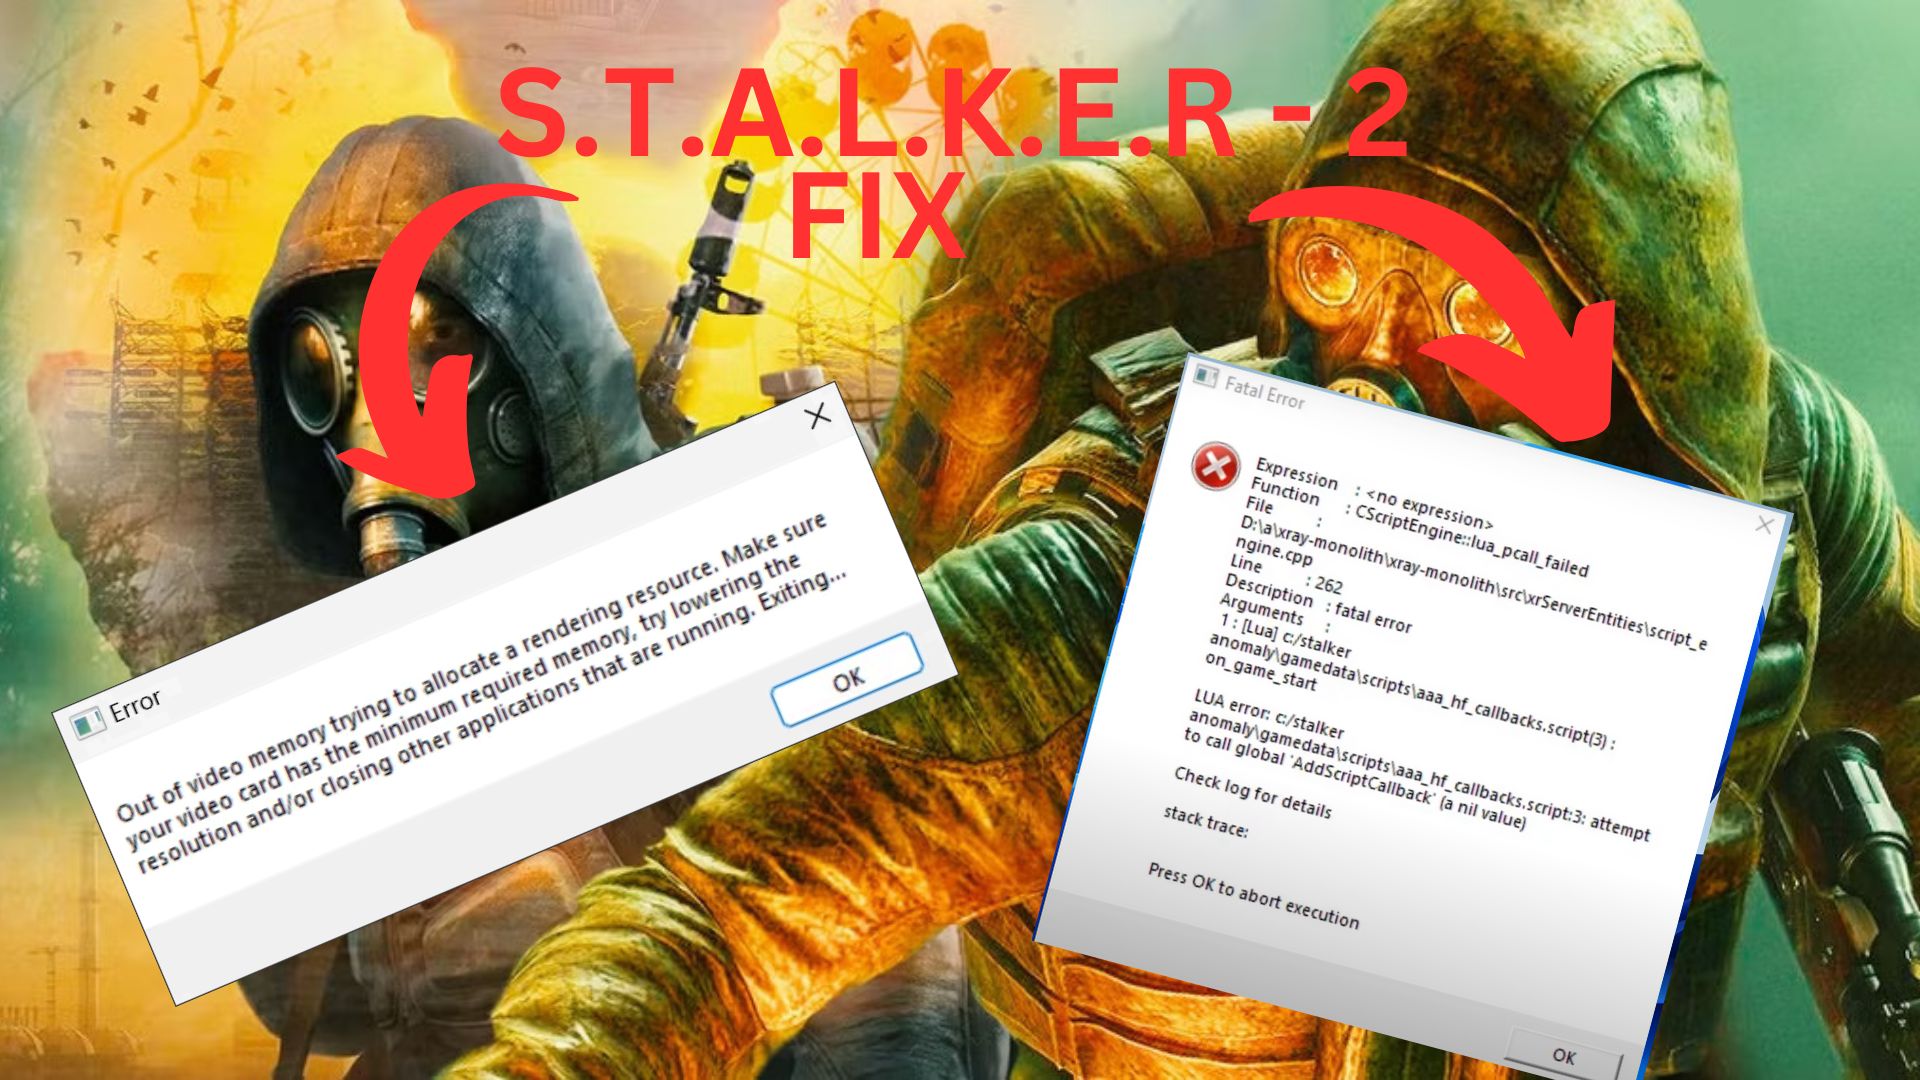 S.T.A.L.K.E.R - 2
FIX
Error
Out of video memory trying to allocate a rendering resource. Make sure
your video card has the minimum required memory, try lowering the
resolution and/or closing other applications that are running. Exiting...
OK
Fatal Error
Expression : <no expression>
Function : CScriptEngine::lua_pcall_failed
File :
D:\a\xray-monolith\xray-monolith\src\xrServerEntities\script_e
ngine.cpp
Line : 262
Description : fatal error
Arguments :
1 : [Lua] c:/stalker
anomaly\gamedata\scripts\aaa_hf_callbacks.script(3) :
on_game_start
LUA error: c:/stalker
anomaly\gamedata\scripts\aaa_hf_callbacks.script:3: attempt
to call global 'AddScriptCallback' (a nil value)
Check log for details
stack trace:
Press OK to abort execution
OK